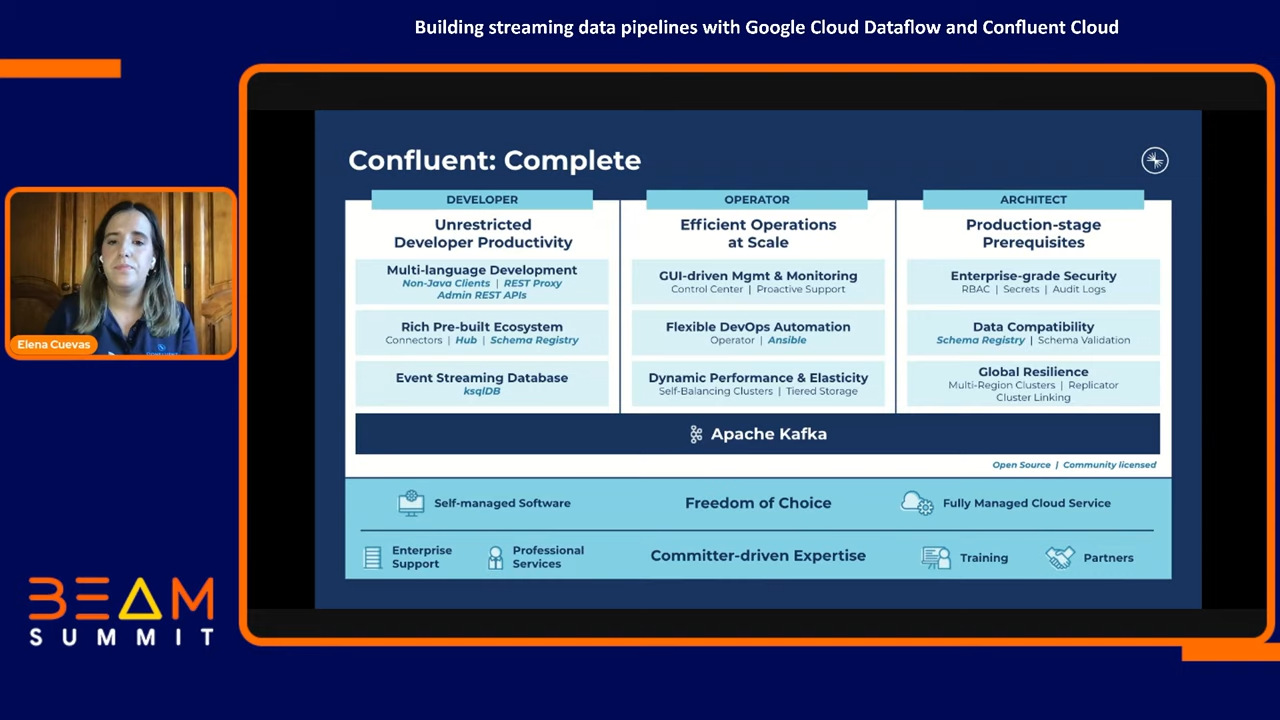 Building streaming data pipelines with Google Cloud Dataflow and Confluent Cloud
Confluent: Complete
DEVELOPER
Unrestricted
Developer Productivity
Multi-language Development
Non-Java Clients | REST Proxy
Admin REST APIs
Rich Pre-built Ecosystem
Connectors | Hub | Schema Registry
Event Streaming Database
ksqlDB
OPERATOR
Efficient Operations
at Scale
GUI-driven Mgmt & Monitoring
Control Center | Proactive Support
Flexible DevOps Automation
Operator | Ansible
Dynamic Performance & Elasticity
Self-Balancing Clusters | Tiered Storage
ARCHITECT
Production-stage
Prerequisites
Enterprise-grade Security
RBAC | Secrets | Audit Logs
Data Compatibility
Schema Registry | Schema Validation
Global Resilience
Multi-Region Clusters | Replicator
Cluster Linking
Apache Kafka
Open Source | Community licensed
Self-managed Software
Freedom of Choice
Fully Managed Cloud Service
Enterprise
Support
Professional
Services
Committer-driven Expertise
Training
Partners
Elena Cuevas
BEAM
SUMMIT